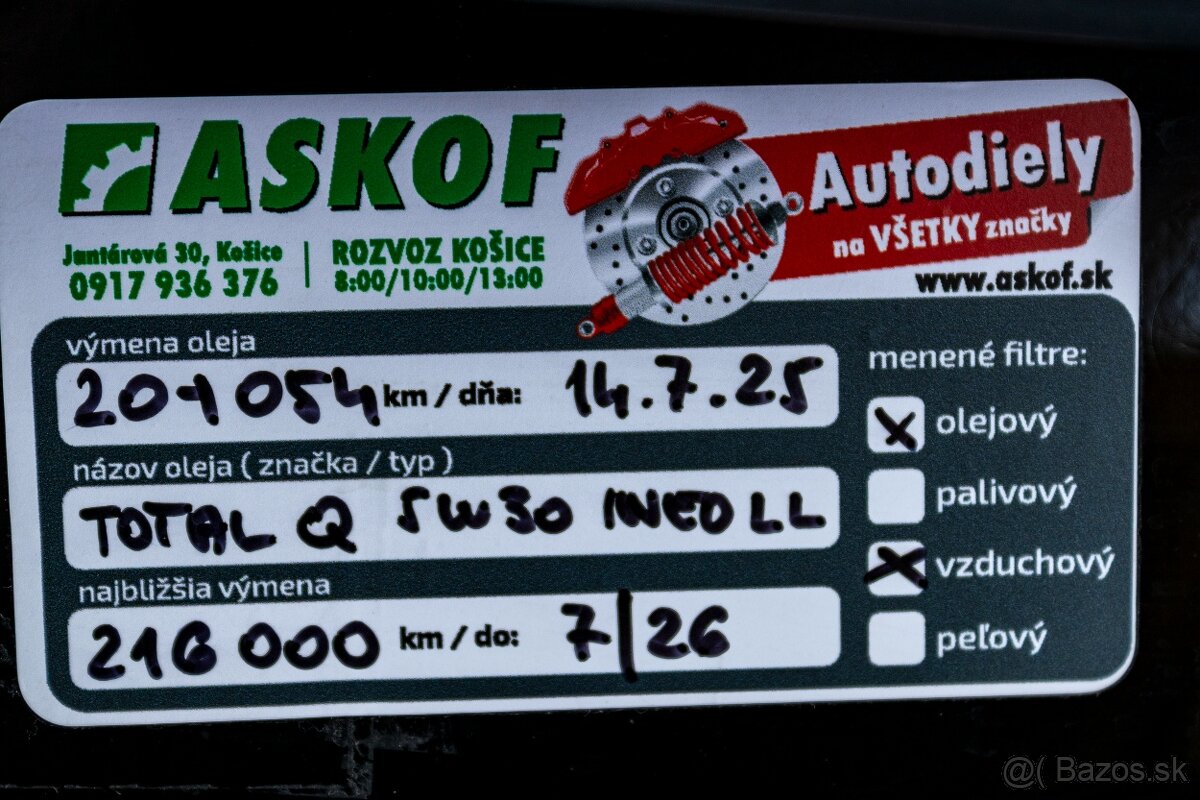 ASKOF
Jantárová 30, Košice
0917 936 376
ROZVOZ KOŠICE
8:00/10:00/13:00
Autodiely
na VŠETKY značky
www.askof.sk
výmena oleja
201054 km / dňa: 14.7.25
názov oleja ( značka / typ )
TOTAL Q 5W30 INEO LL
najbližšia výmena
216 000 km / do: 7/26
menené filtre:
X olejový
palivový
X vzduchový
peľový
@( Bazos.sk